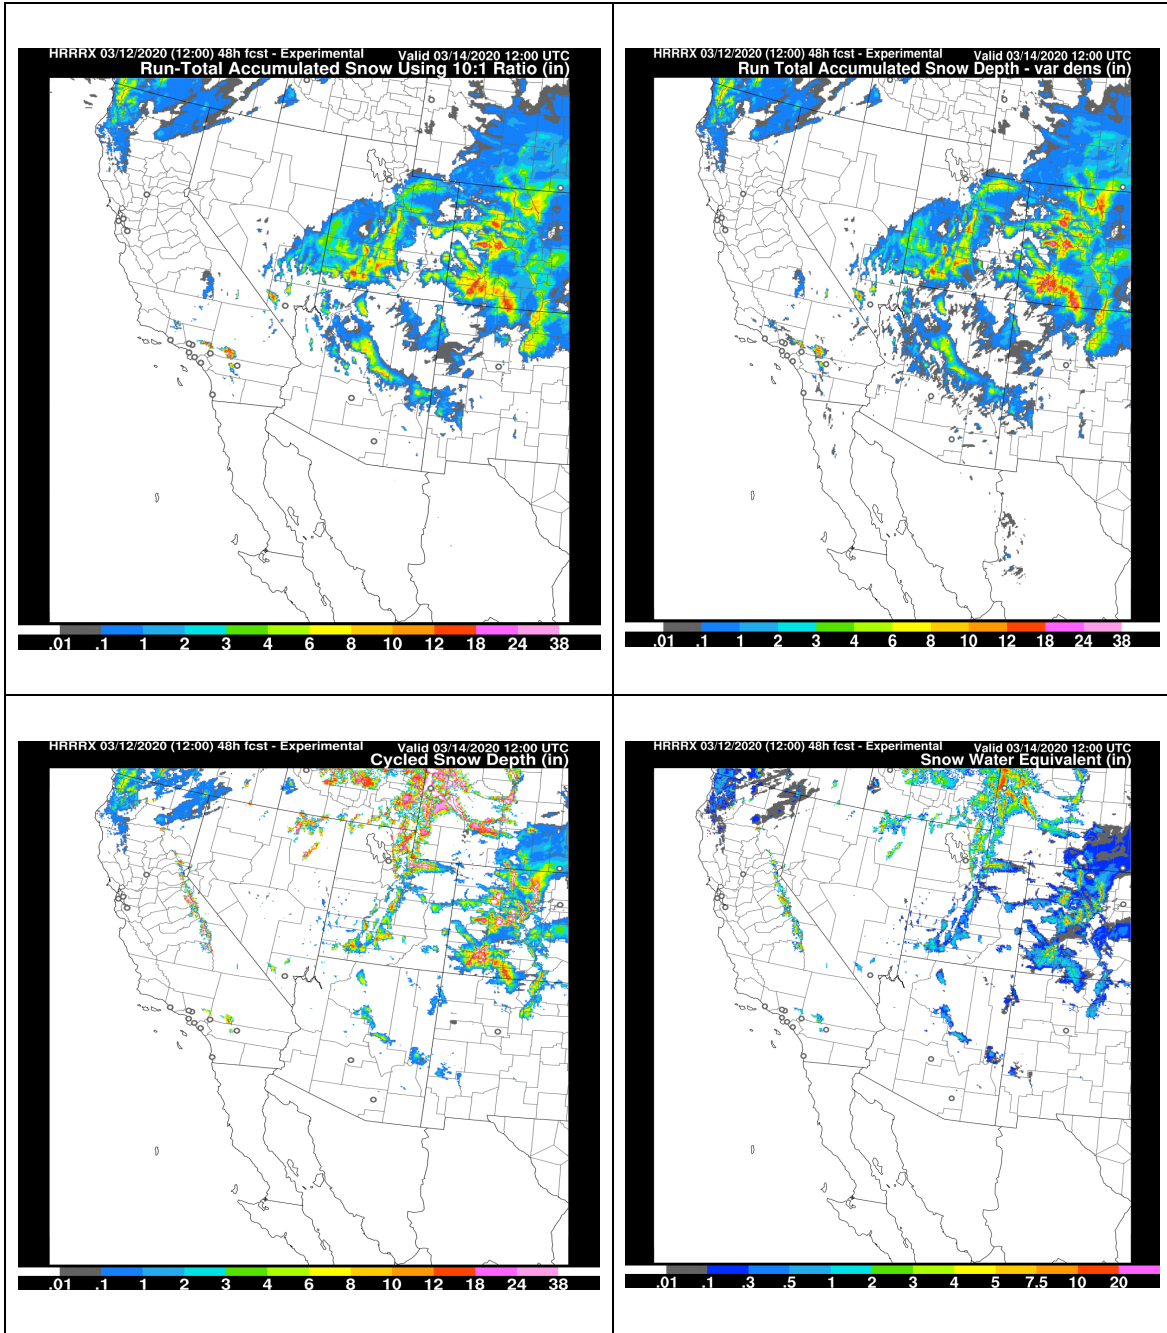 HRRRX 03/12/2020 (12:00) 48h fcst - Experimental Valid 03/14/2020 12:00 UTC
Run-Total Accumulated Snow Using 10:1 Ratio (in)
.01 .1 1 2 3 4 6 8 10 12 18 24 38
HRRRX 03/12/2020 (12:00) 48h fcst - Experimental Valid 03/14/2020 12:00 UTC
Run Total Accumulated Snow Depth - var dens (in)
.01 .1 1 2 3 4 6 8 10 12 18 24 38
HRRRX 03/12/2020 (12:00) 48h fcst - Experimental Valid 03/14/2020 12:00 UTC
Cycled Snow Depth (in)
.01 .1 1 2 3 4 6 8 10 12 18 24 38
HRRRX 03/12/2020 (12:00) 48h fcst - Experimental Valid 03/14/2020 12:00 UTC
Snow Water Equivalent (in)
.01 .1 .3 .5 1 2 3 4 5 7.5 10 20